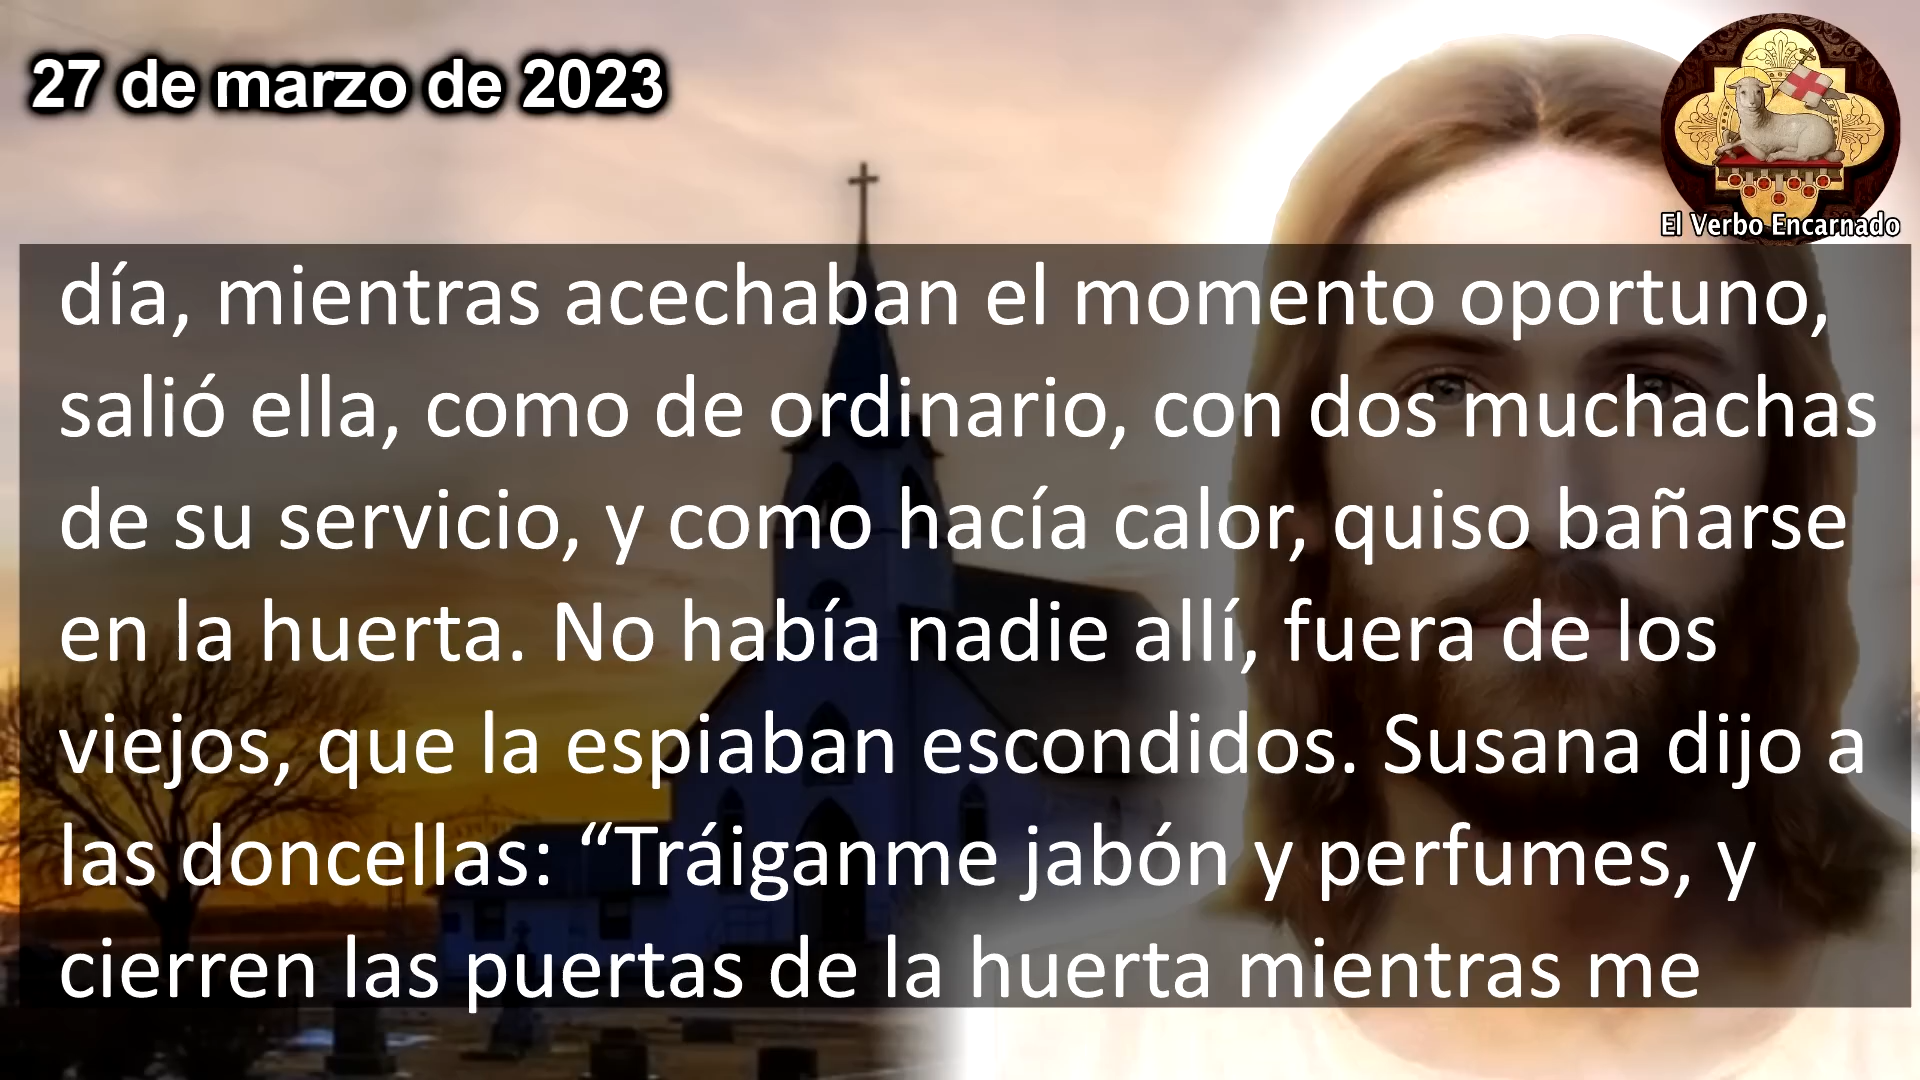 27 de marzo de 2023
El Verbo Encarnado
día, mientras acechaban el momento oportuno,
salió ella, como de ordinario, con dos muchachas
de su servicio, y como hacía calor, quiso bañarse
en la huerta. No había nadie allí, fuera de los
viejos, que la espiaban escondidos. Susana dijo a
las doncellas: “Tráiganme jabón y perfumes, y
cierren las puertas de la huerta mientras me